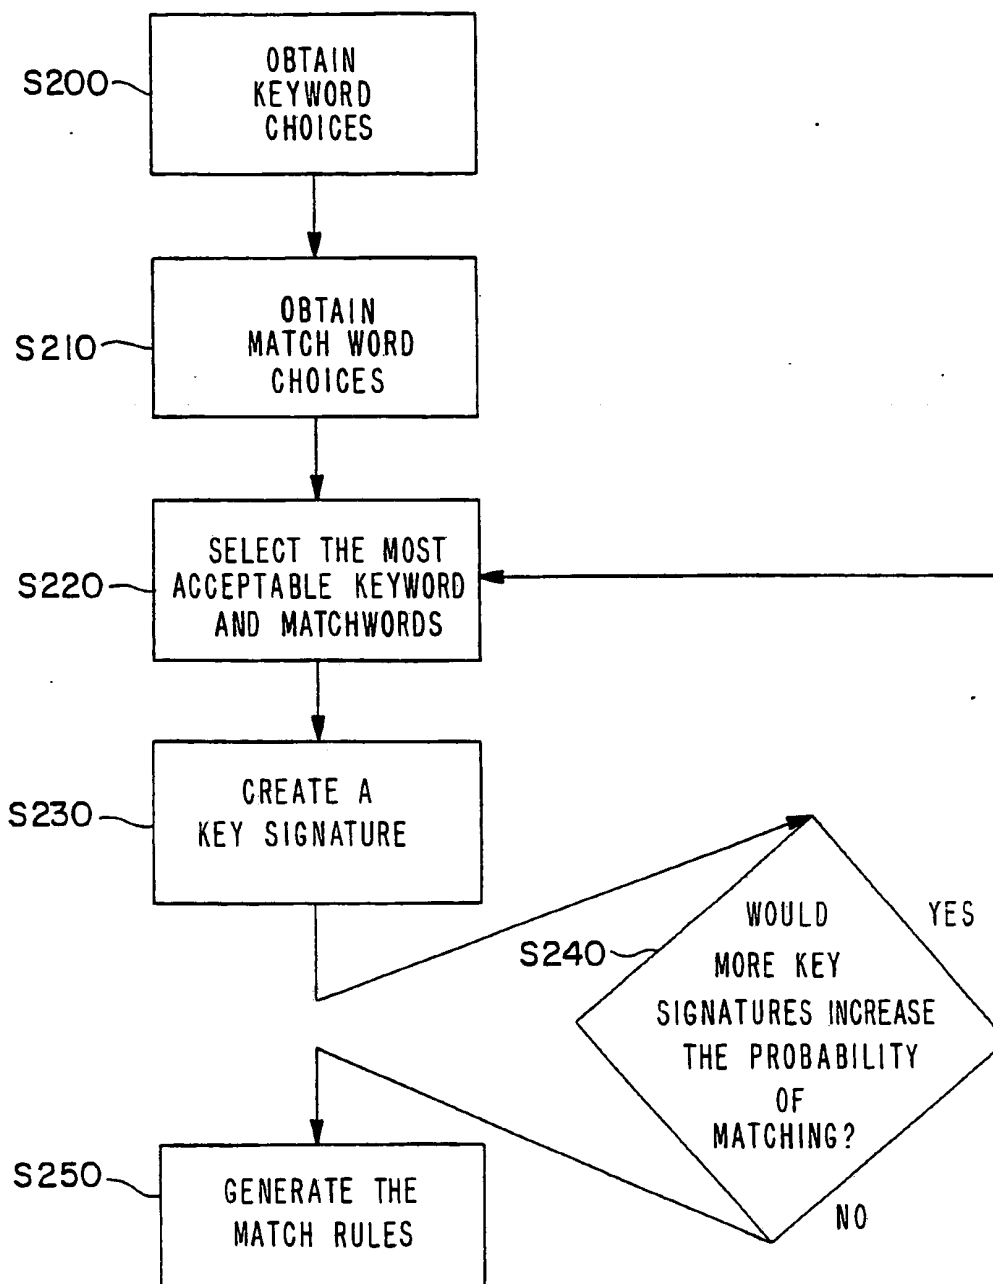 S200
OBTAIN
KEYWORD
CHOICES
S210
OBTAIN
MATCH WORD
CHOICES
S220
SELECT THE MOST
ACCEPTABLE KEYWORD
AND MATCHWORDS
S230
CREATE A
KEY SIGNATURE
S240
WOULD
MORE KEY
SIGNATURES INCREASE
THE PROBABILITY
OF
MATCHING?
YES
NO
S250
GENERATE THE
MATCH RULES